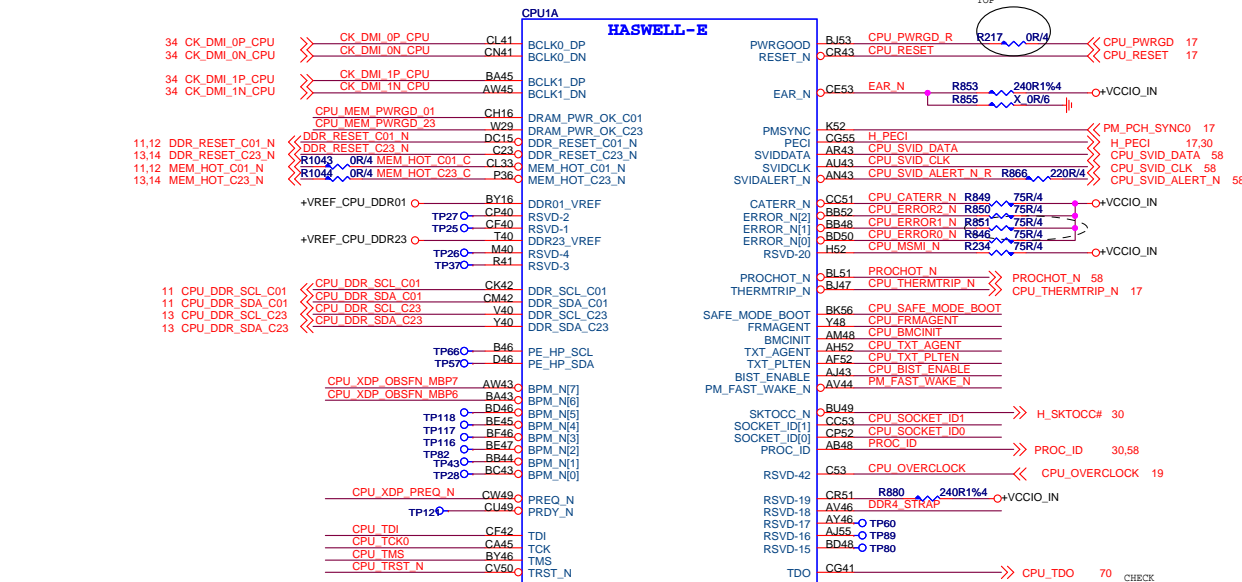 TOP
CPU1A
HASWELL-E
34 CK_DMI_0P_CPU CK_DMI_0P_CPU CL41 BCLK0_DP
34 CK_DMI_0N_CPU CK_DMI_0N_CPU CN41 BCLK0_DN
34 CK_DMI_1P_CPU CK_DMI_1P_CPU BA45 BCLK1_DP
34 CK_DMI_1N_CPU CK_DMI_1N_CPU AW45 BCLK1_DN
CPU_MEM_PWRGD_01 CH16 DRAM_PWR_OK_C01
CPU_MEM_PWRGD_23 W29 DRAM_PWR_OK_C23
11,12 DDR_RESET_C01_N DDR_RESET_C01_N DC15 DDR_RESET_C01_N
13,14 DDR_RESET_C23_N DDR_RESET_C23_N C23 DDR_RESET_C23_N
11,12 MEM_HOT_C01_N R1043 0R/4 MEM_HOT_C01_C CL33 MEM_HOT_C01_N
13,14 MEM_HOT_C23_N R1044 0R/4 MEM_HOT_C23_C P36 MEM_HOT_C23_N
+VREF_CPU_DDR01 BY16 DDR01_VREF
TP27 CP40 RSVD-2
TP25 CF40 RSVD-1
+VREF_CPU_DDR23 T40 DDR23_VREF
TP26 M40 RSVD-4
TP37 R41 RSVD-3
11 CPU_DDR_SCL_C01 CPU_DDR_SCL_C01 CK42 DDR_SCL_C01
11 CPU_DDR_SDA_C01 CPU_DDR_SDA_C01 CM42 DDR_SDA_C01
13 CPU_DDR_SCL_C23 CPU_DDR_SCL_C23 V40 DDR_SCL_C23
13 CPU_DDR_SDA_C23 CPU_DDR_SDA_C23 Y40 DDR_SDA_C23
TP66 B46 PE_HP_SCL
TP57 D46 PE_HP_SDA
CPU_XDP_OBSFN_MBP7 AW43 BPM_N[7]
CPU_XDP_OBSFN_MBP6 BA43 BPM_N[6]
TP118 BD46 BPM_N[5]
TP117 BE45 BPM_N[4]
TP116 BF46 BPM_N[3]
TP82 BE47 BPM_N[2]
TP43 BB44 BPM_N[1]
TP28 BC43 BPM_N[0]
CPU_XDP_PREQ_N CW49 PREQ_N
TP121 CU49 PRDY_N
CPU_TDI CF42 TDI
CPU_TCK0 CA45 TCK
CPU_TMS BY46 TMS
CPU_TRST_N CV50 TRST_N
PWRGOOD BJ53 CPU_PWRGD_R R217 0R/4 CPU_PWRGD 17
RESET_N CR43 CPU_RESET CPU_RESET 17
EAR_N CE53 EAR_N R853 240R1%4 +VCCIO_IN
R855 X_0R/6
PMSYNC K52 PM_PCH_SYNC0 17
PECI CG55 H_PECI H_PECI 17,30
SVIDDATA AR43 CPU_SVID_DATA CPU_SVID_DATA 58
SVIDCLK AU43 CPU_SVID_CLK CPU_SVID_CLK 58
SVIDALERT_N AN43 CPU_SVID_ALERT_N_R R866 220R/4 CPU_SVID_ALERT_N 58
CATERR_N CC51 CPU_CATERR_N R849 75R/4 +VCCIO_IN
ERROR_N[2] BB52 CPU_ERROR2_N R850 75R/4
ERROR_N[1] BB48 CPU_ERROR1_N R851 75R/4
ERROR_N[0] BD50 CPU_ERROR0_N R846 75R/4
RSVD-20 H52 CPU_MSMI_N R234 75R/4 +VCCIO_IN
PROCHOT_N BL51 PROCHOT_N PROCHOT_N 58
THERMTRIP_N BJ47 CPU_THERMTRIP_N CPU_THERMTRIP_N 17
SAFE_MODE_BOOT BK56 CPU_SAFE_MODE_BOOT
FRMAGENT Y48 CPU_FRMAGENT
BMCINIT AM48 CPU_BMCINIT
TXT_AGENT AH52 CPU_TXT_AGENT
TXT_PLTEN AF52 CPU_TXT_PLTEN
BIST_ENABLE AJ43 CPU_BIST_ENABLE
PM_FAST_WAKE_N AV44 PM_FAST_WAKE_N
SKTOCC_N BU49 H_SKTOCC# 30
SOCKET_ID[1] CC53 CPU_SOCKET_ID1
SOCKET_ID[0] CP52 CPU_SOCKET_ID0
PROC_ID AB48 PROC_ID 30,58
RSVD-42 C53 CPU_OVERCLOCK CPU_OVERCLOCK 19
RSVD-19 CR51 R880 240R1%4 +VCCIO_IN
RSVD-18 AV46 DDR4_STRAP
RSVD-17 AY46 TP60
RSVD-16 AJ55 TP89
RSVD-15 BD48 TP80
TDO CG41 CPU_TDO 70 CHECK